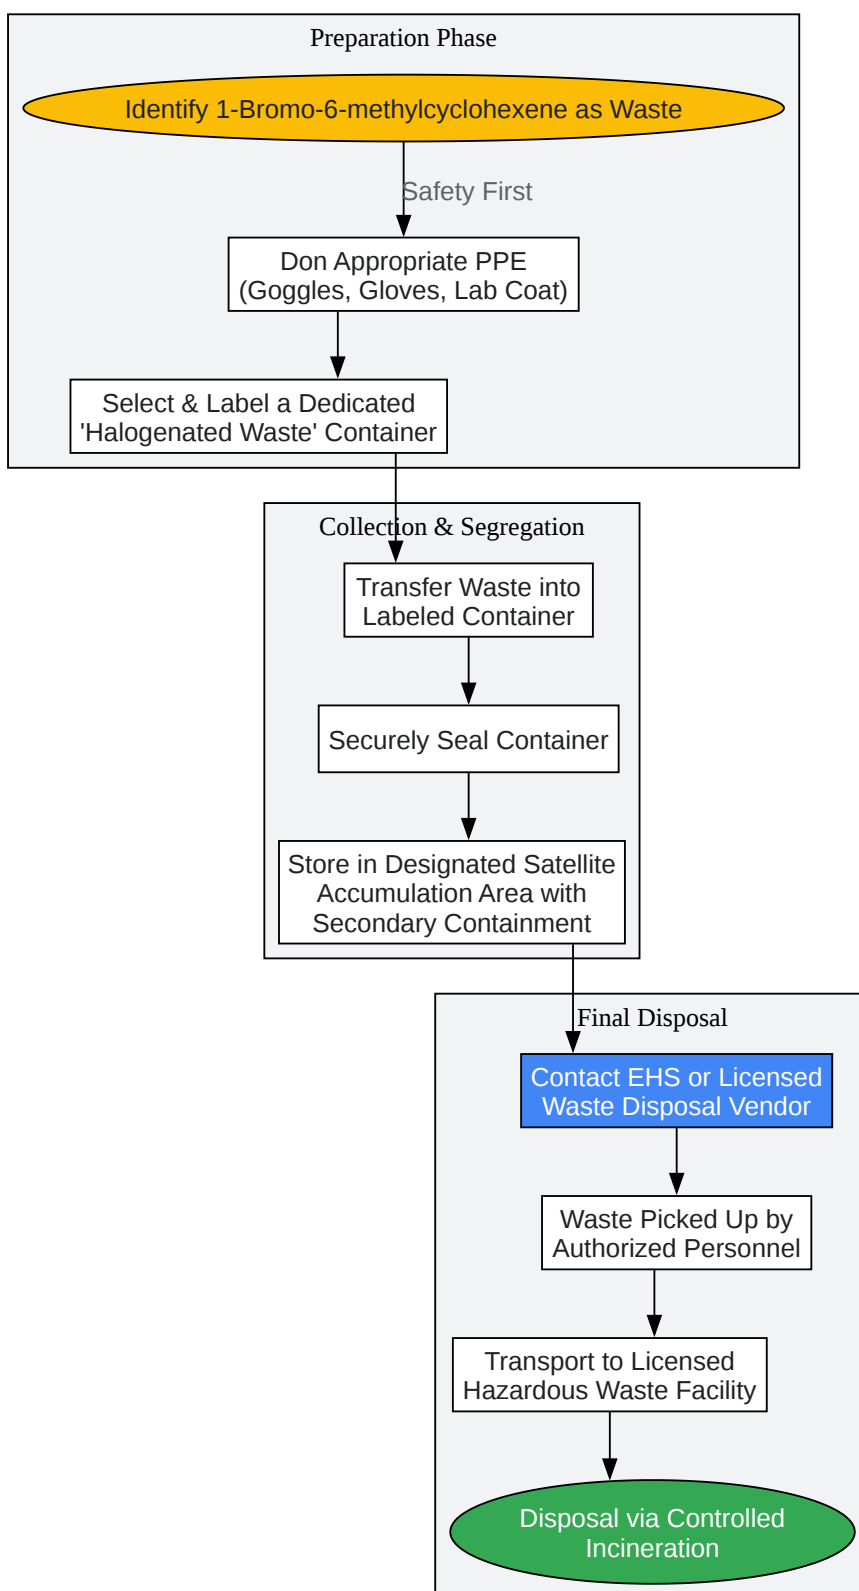 Preparation Phase
Identify 1-Bromo-6-methylcyclohexene as Waste
Safety First
Don Appropriate PPE
(Goggles, Gloves, Lab Coat)
Select & Label a Dedicated
'Halogenated Waste' Container
Collection & Segregation
Transfer Waste into
Labeled Container
Securely Seal Container
Store in Designated Satellite
Accumulation Area with
Secondary Containment
Final Disposal
Contact EHS or Licensed
Waste Disposal Vendor
Waste Picked Up by
Authorized Personnel
Transport to Licensed
Hazardous Waste Facility
Disposal via Controlled
Incineration